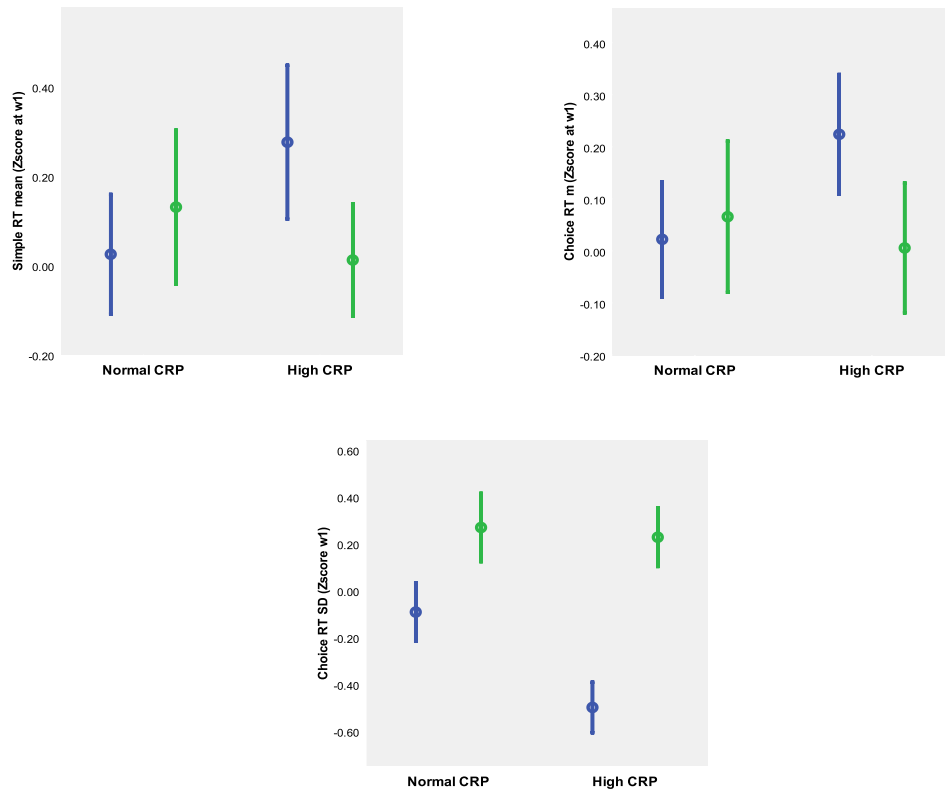 Simple RT mean (Zscore at w1)
0.40
0.20
0.00
-0.20
Normal CRP
High CRP
Choice RT m (Zscore at w1)
0.40
0.30
0.20
0.10
0.00
-0.10
-0.20
Normal CRP
High CRP
Choice RT SD (Zscore w1)
0.60
0.40
0.20
0.00
-0.20
-0.40
-0.60
Normal CRP
High CRP